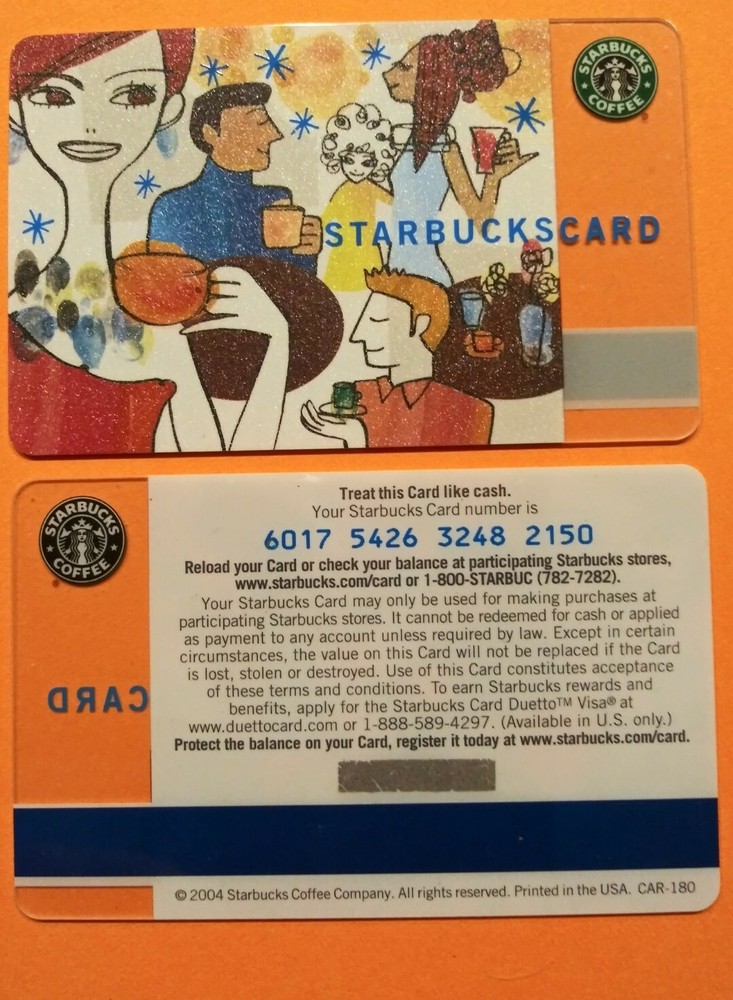 STARBUCKS
COFFEE
STARBUCKSCARD
STARBUCKS
COFFEE
Treat this Card like cash.
Your Starbucks Card number is
6017 5426 3248 2150
Reload your Card or check your balance at participating Starbucks stores,
www.starbucks.com/card or 1-800-STARBUC (782-7282).
Your Starbucks Card may only be used for making purchases at
participating Starbucks stores. It cannot be redeemed for cash or applied
as payment to any account unless required by law. Except in certain
circumstances, the value on this Card will not be replaced if the Card
is lost, stolen or destroyed. Use of this Card constitutes acceptance
of these terms and conditions. To earn Starbucks rewards and
benefits, apply for the Starbucks Card Duetto™ Visa® at
www.duettocard.com or 1-888-589-4297. (Available in U.S. only.)
Protect the balance on your Card, register it today at www.starbucks.com/card.
CARD
© 2004 Starbucks Coffee Company. All rights reserved. Printed in the USA. CAR-180